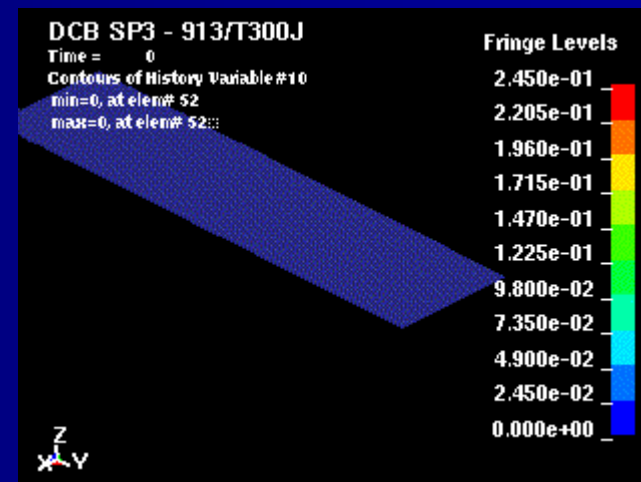 DCB SP3 - 913/T300J
Time = 0
Contours of History Variable #10
min=0, at elem# 52
max=0, at elem# 52
Fringe Levels
2.450e-01
2.205e-01
1.960e-01
1.715e-01
1.470e-01
1.225e-01
9.800e-02
7.350e-02
4.900e-02
2.450e-02
0.000e+00
Z
X Y